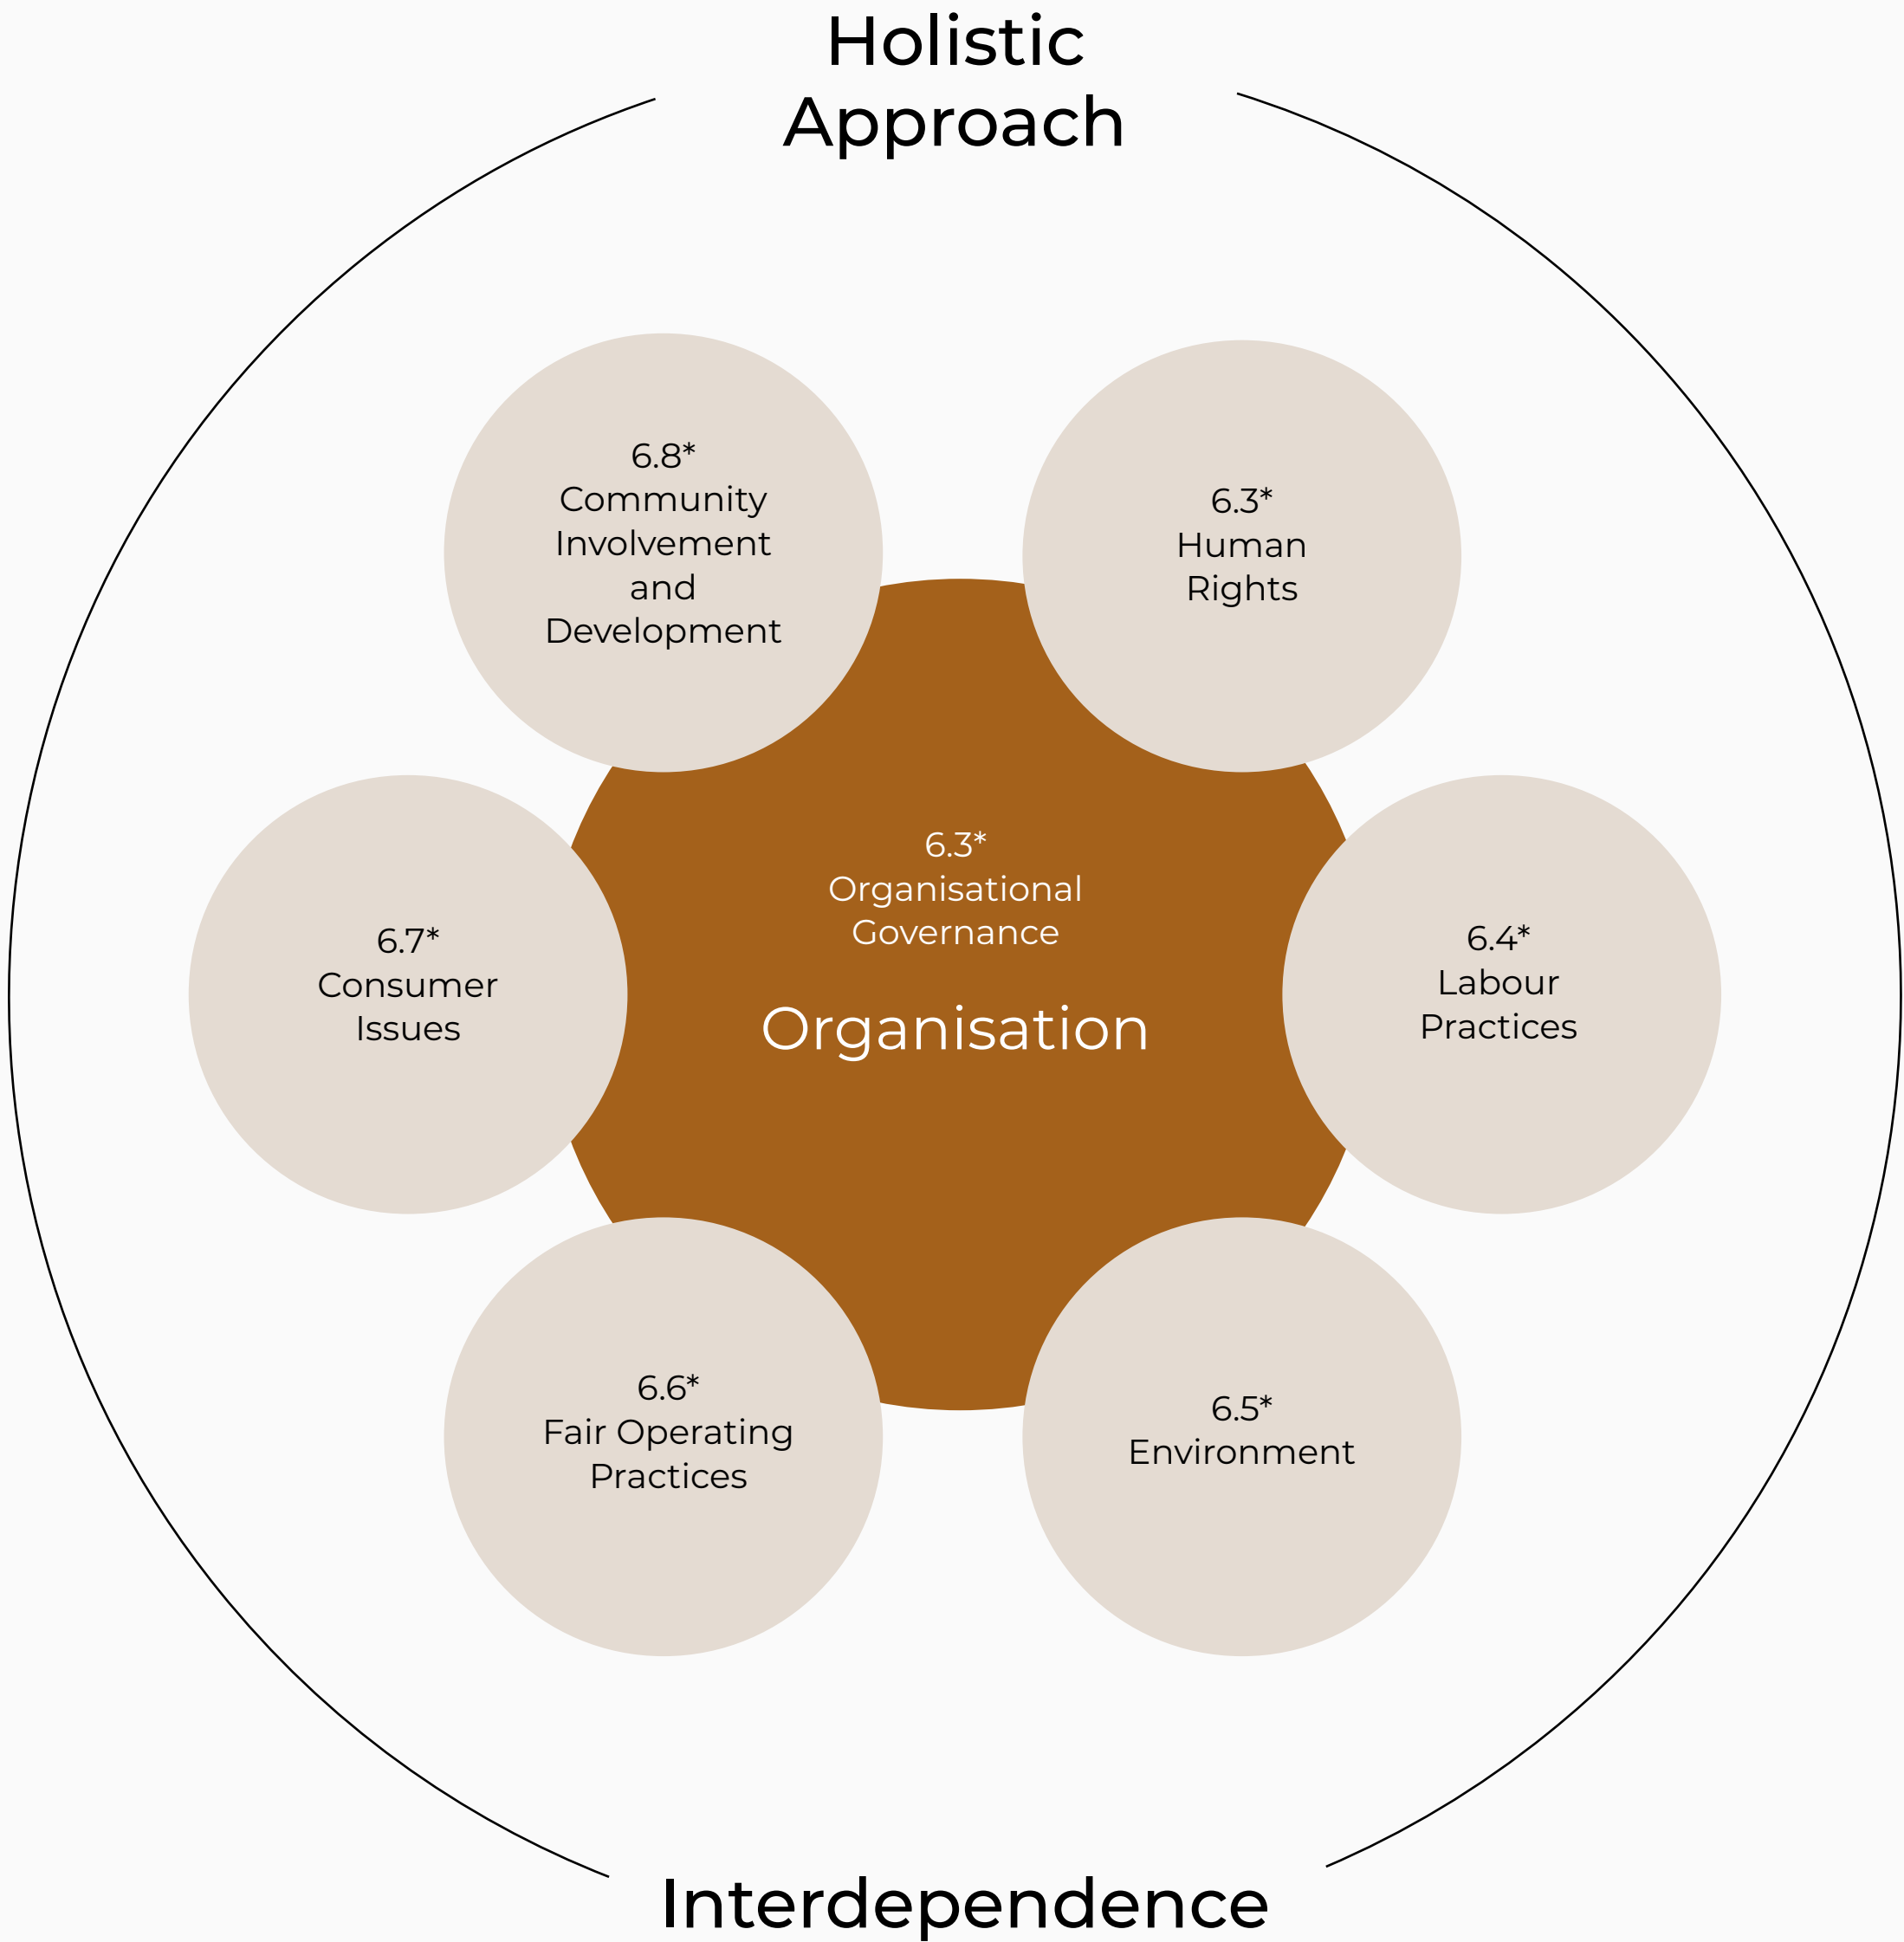 Holistic
Approach
6.8*
Community
Involvement
and
Development
6.3*
Human
Rights
6.3*
Organisational
Governance
Organisation
6.7*
Consumer
Issues
6.4*
Labour
Practices
6.6*
Fair Operating
Practices
6.5*
Environment
Interdependence